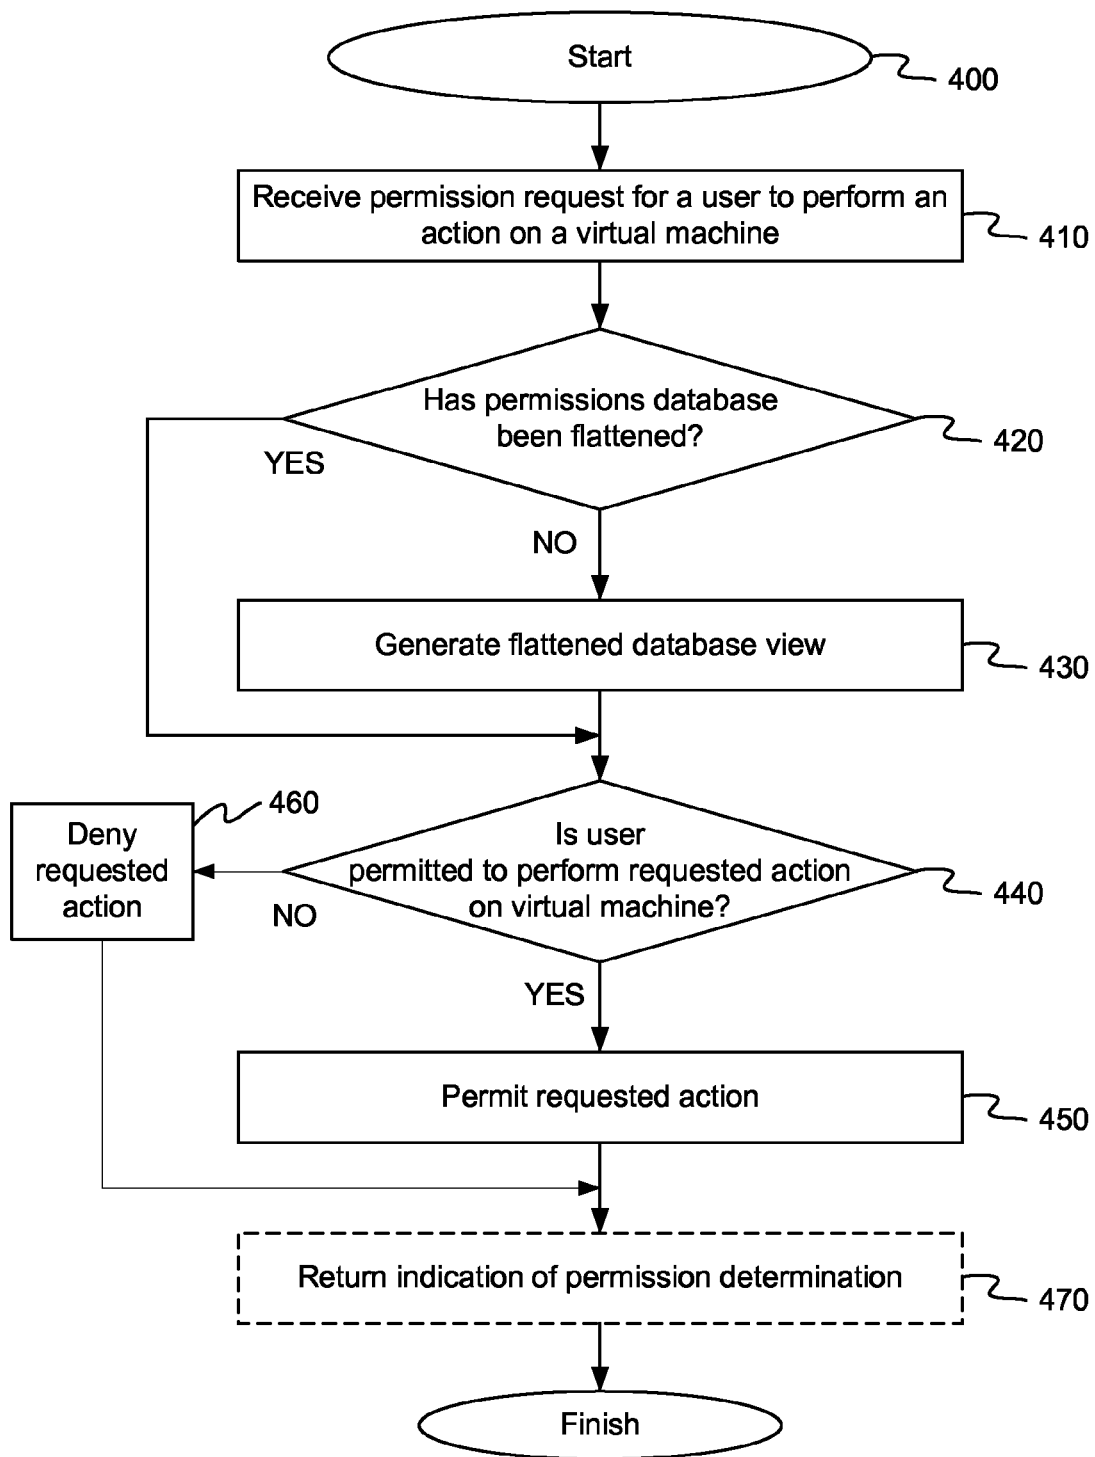 Start
400
Receive permission request for a user to perform an
action on a virtual machine
410
Has permissions database
been flattened?
420
YES
NO
Generate flattened database view
430
460
Deny
requested
action
Is user
permitted to perform requested action
on virtual machine?
440
NO
YES
Permit requested action
450
Return indication of permission determination
470
Finish